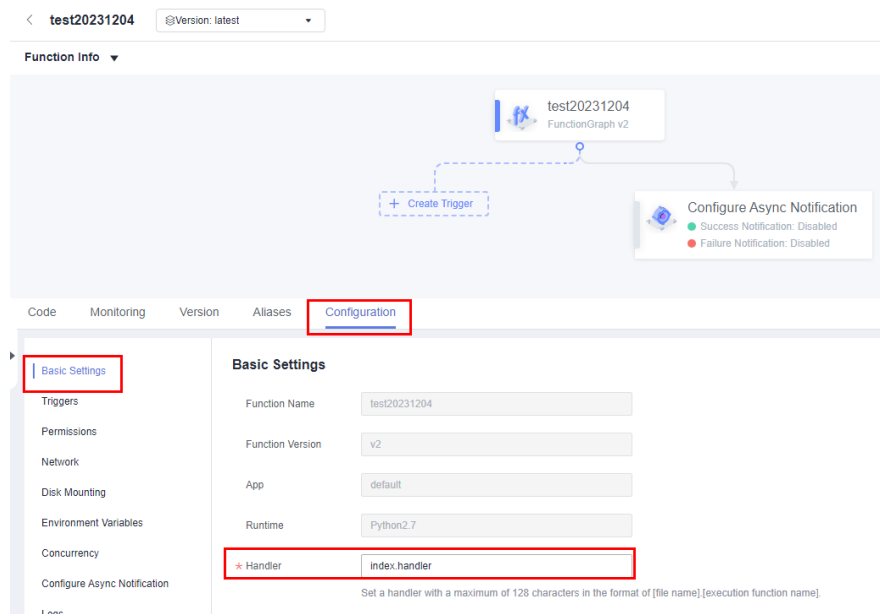 test20231204
Version: latest
Function Info
test20231204
FunctionGraph v2
Create Trigger
Configure Async Notification
Success Notification: Disabled
Failure Notification: Disabled
Code Monitoring Version Aliases Configuration
Basic Settings
Triggers
Permissions
Network
Disk Mounting
Environment Variables
Concurrency
Configure Async Notification
Logs
Basic Settings
Function Name test20231204
Function Version v2
App default
Runtime Python2.7
* Handler index.handler
Set a handler with a maximum of 128 characters in the format of [file name].[execution function name].